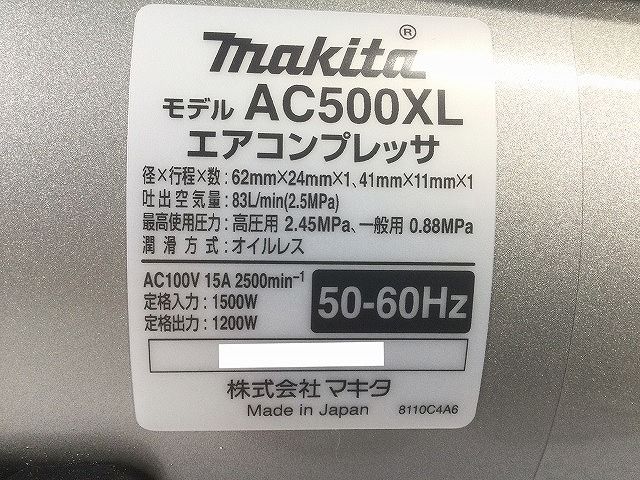 makita®
モデル AC500XL
エアコンプレッサ
径×行程×数:62mm×24mm×1、41mm×11mm×1
吐出空気量:83L/min(2.5MPa)
最高使用圧力:高圧用 2.45MPa、一般用 0.88MPa
潤滑方式:オイルレス
AC100V 15A 2500min⁻¹
定格入力:1500W
定格出力:1200W
50-60Hz
株式会社 マキタ
Made in Japan 8110C4A6